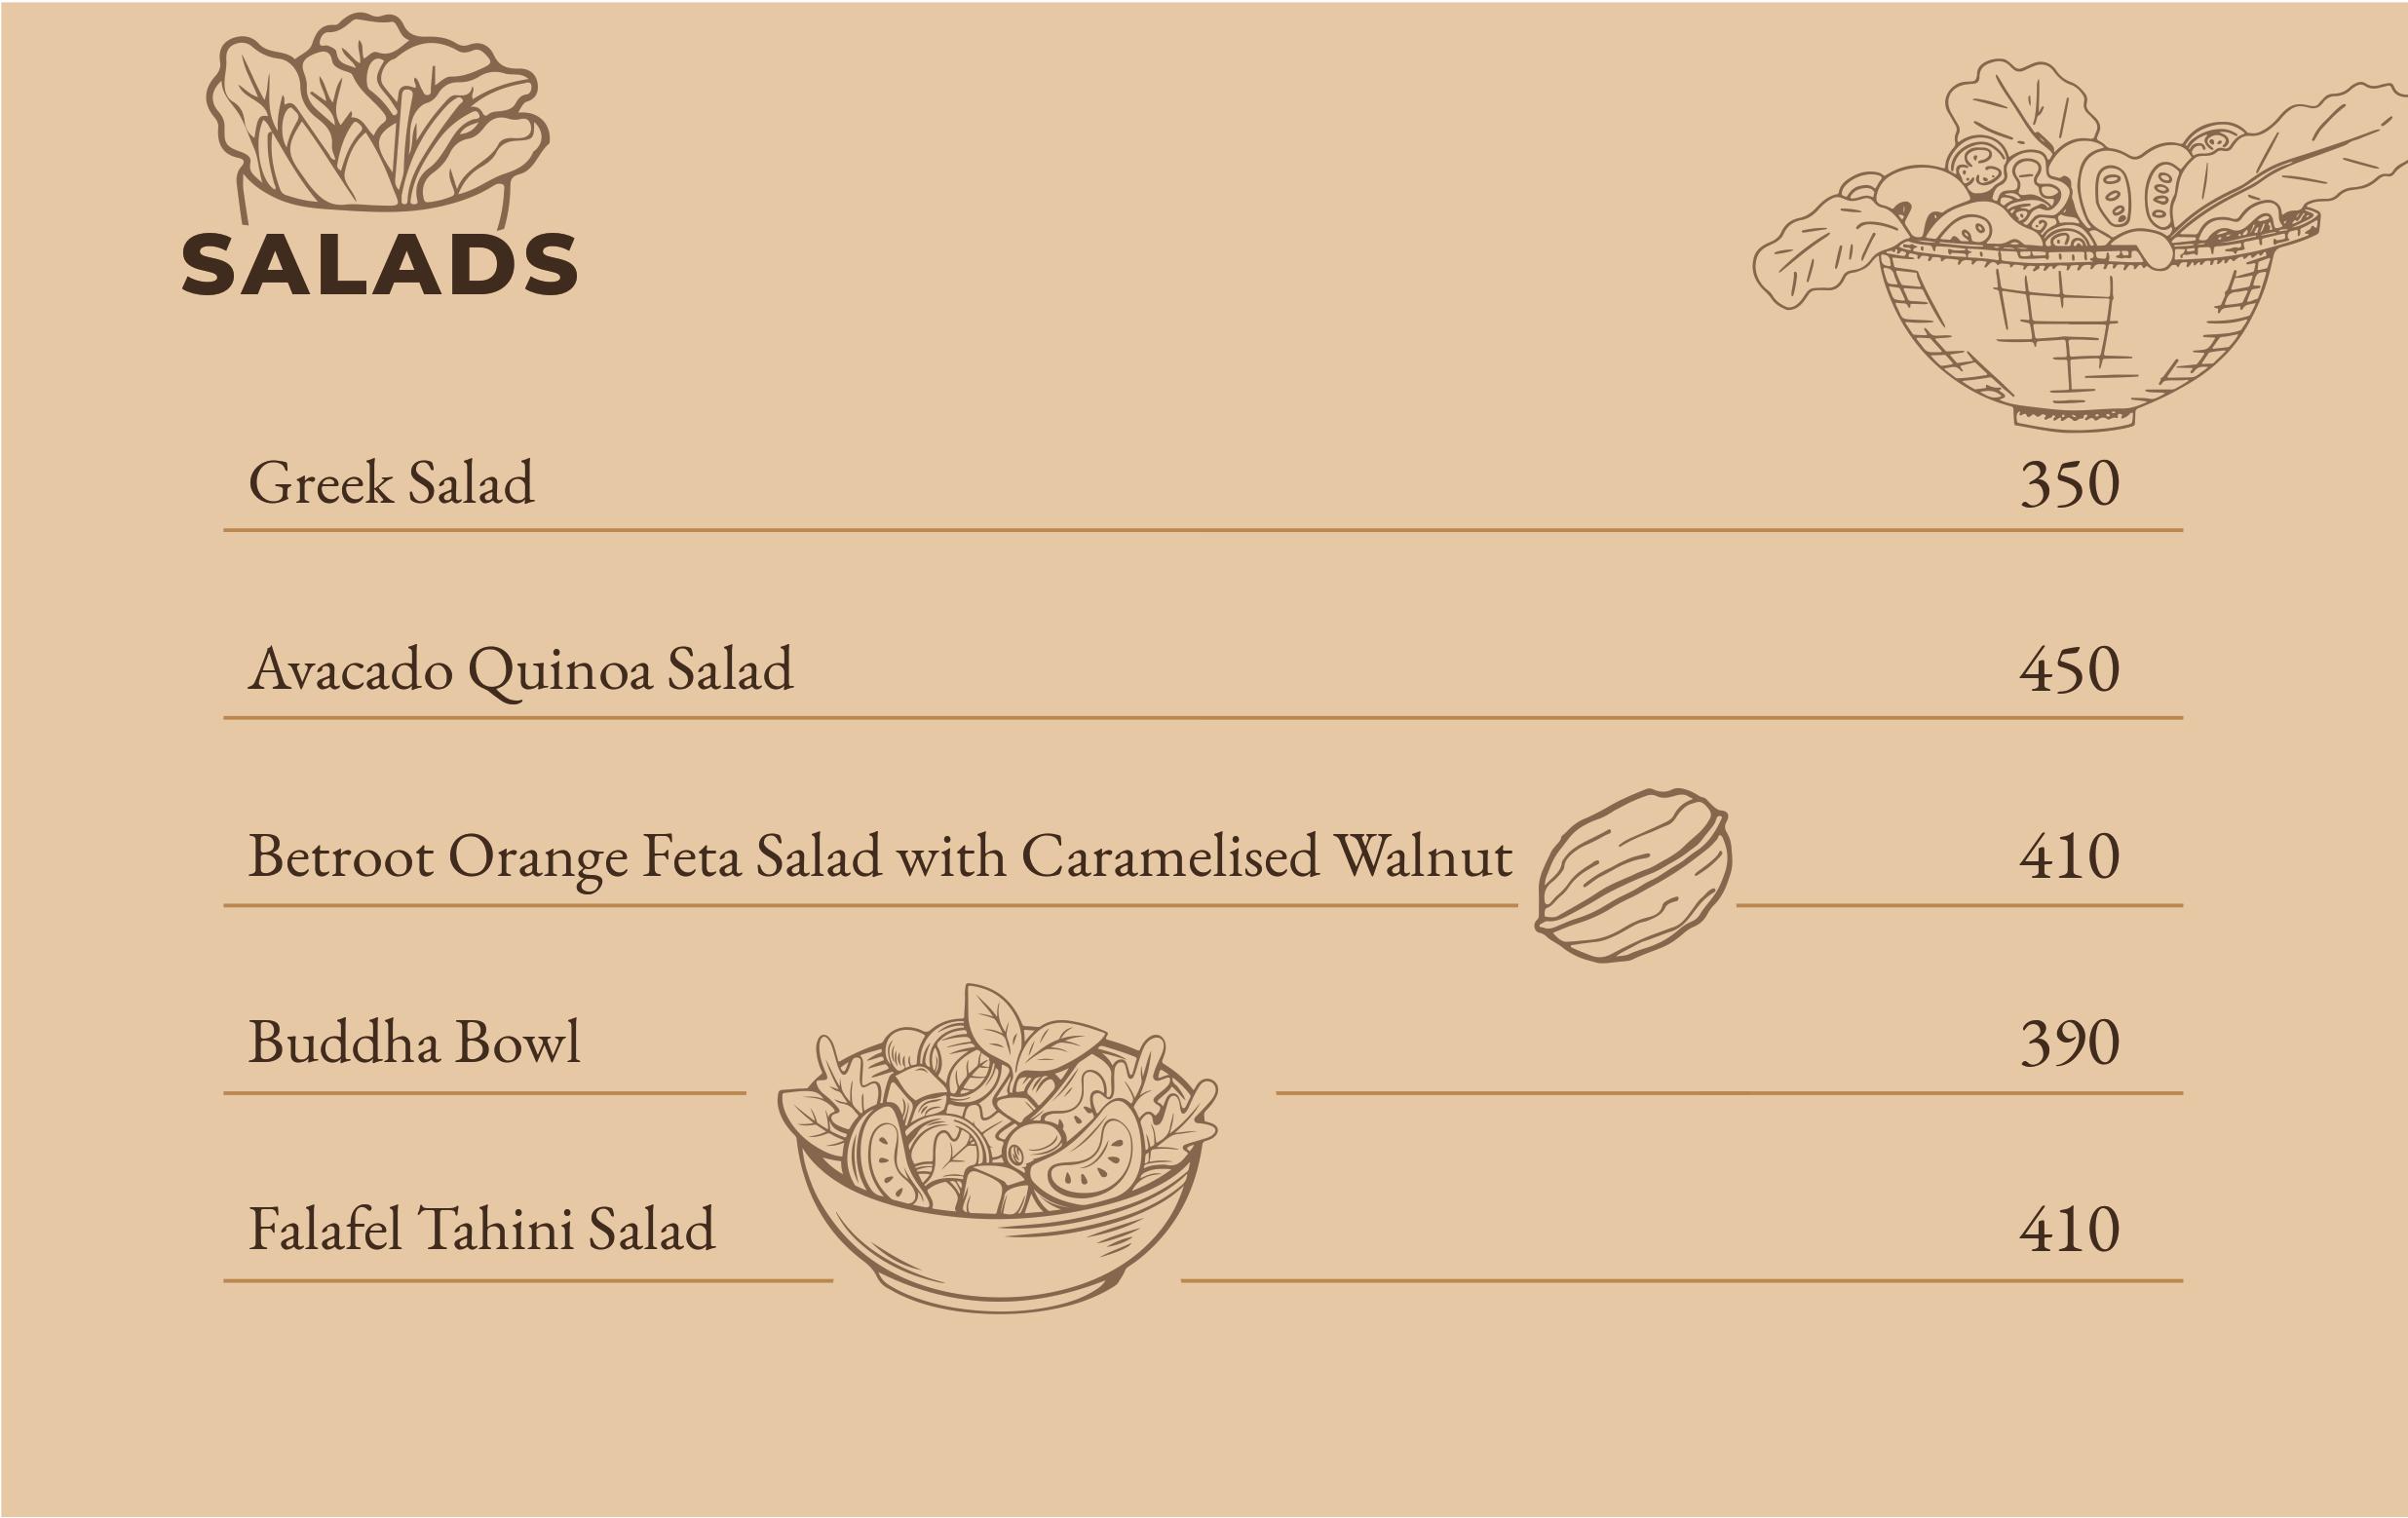 SALADS
Greek Salad 350
Avacado Quinoa Salad 450
Betroot Orange Feta Salad with Caramelised Walnut 410
Buddha Bowl 390
Falafel Tahini Salad 410